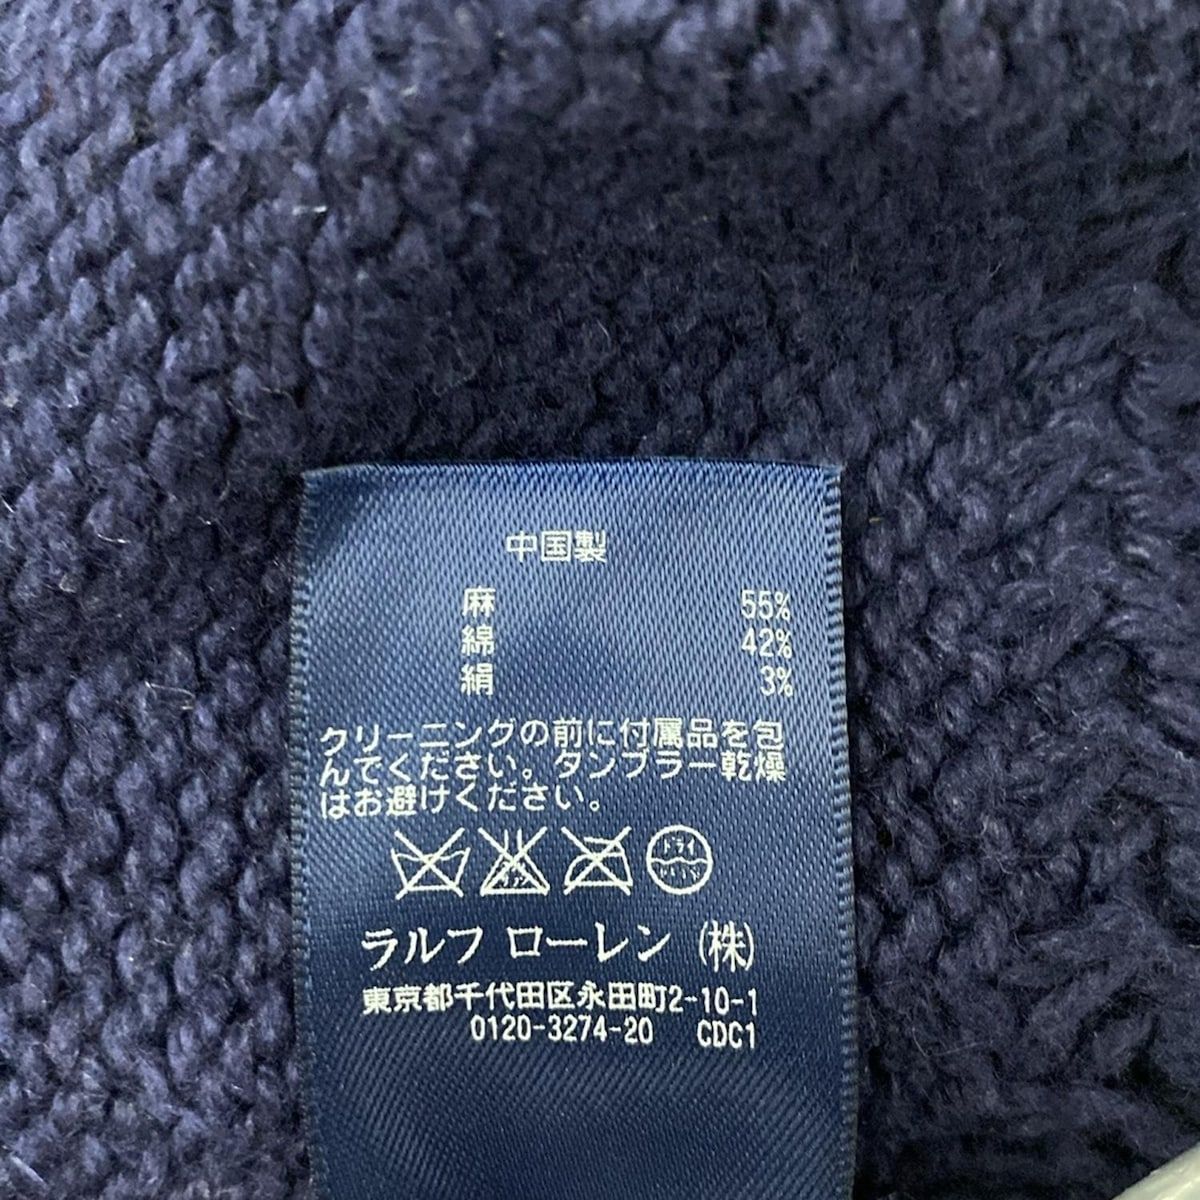 中国製
麻 55%
綿 42%
絹 3%
クリーニングの前に付属品を包
んでください。タンブラー乾燥
はお避けください。
ドライ
ラルフ ローレン (株)
東京都千代田区永田町2-10-1
0120-3274-20 CDC1